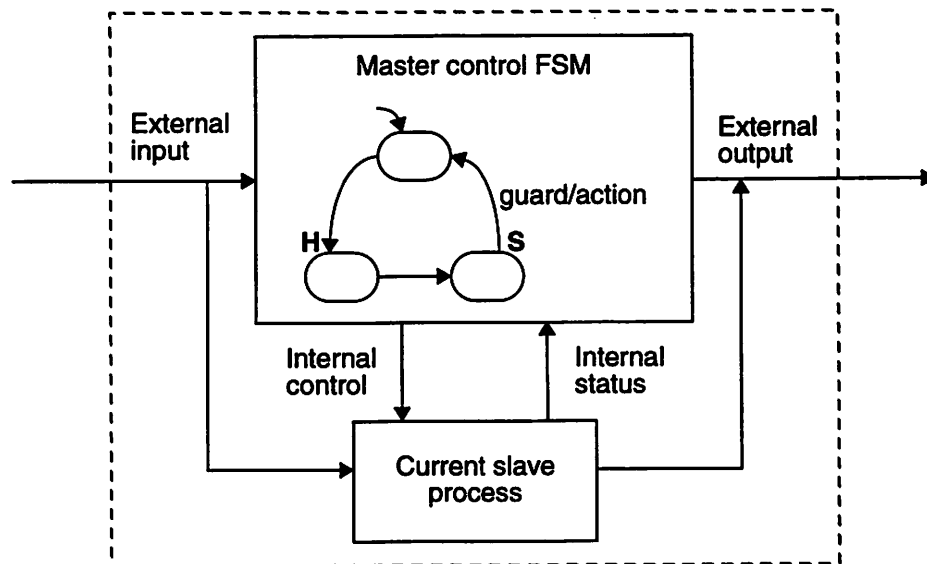 Master control FSM
External
input
External
output
guard/action
H
S
Internal
control
Internal
status
Current slave
process